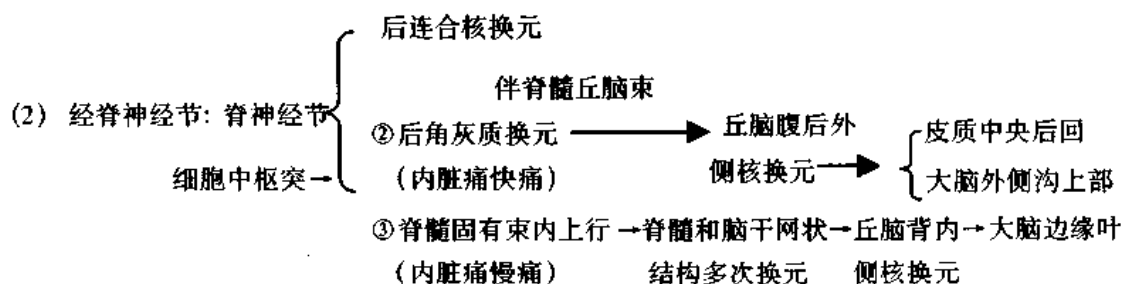 后连合核换元
伴脊髓丘脑束
(2) 经脊神经节: 脊神经节
②后角灰质换元 丘脑腹后外 皮质中央后回
细胞中枢突→ (内脏痛快痛) 侧核换元 大脑外侧沟上部
③脊髓固有束内上行→脊髓和脑干网状→丘脑背内→大脑边缘叶
(内脏痛慢痛) 结构多次换元 侧核换元